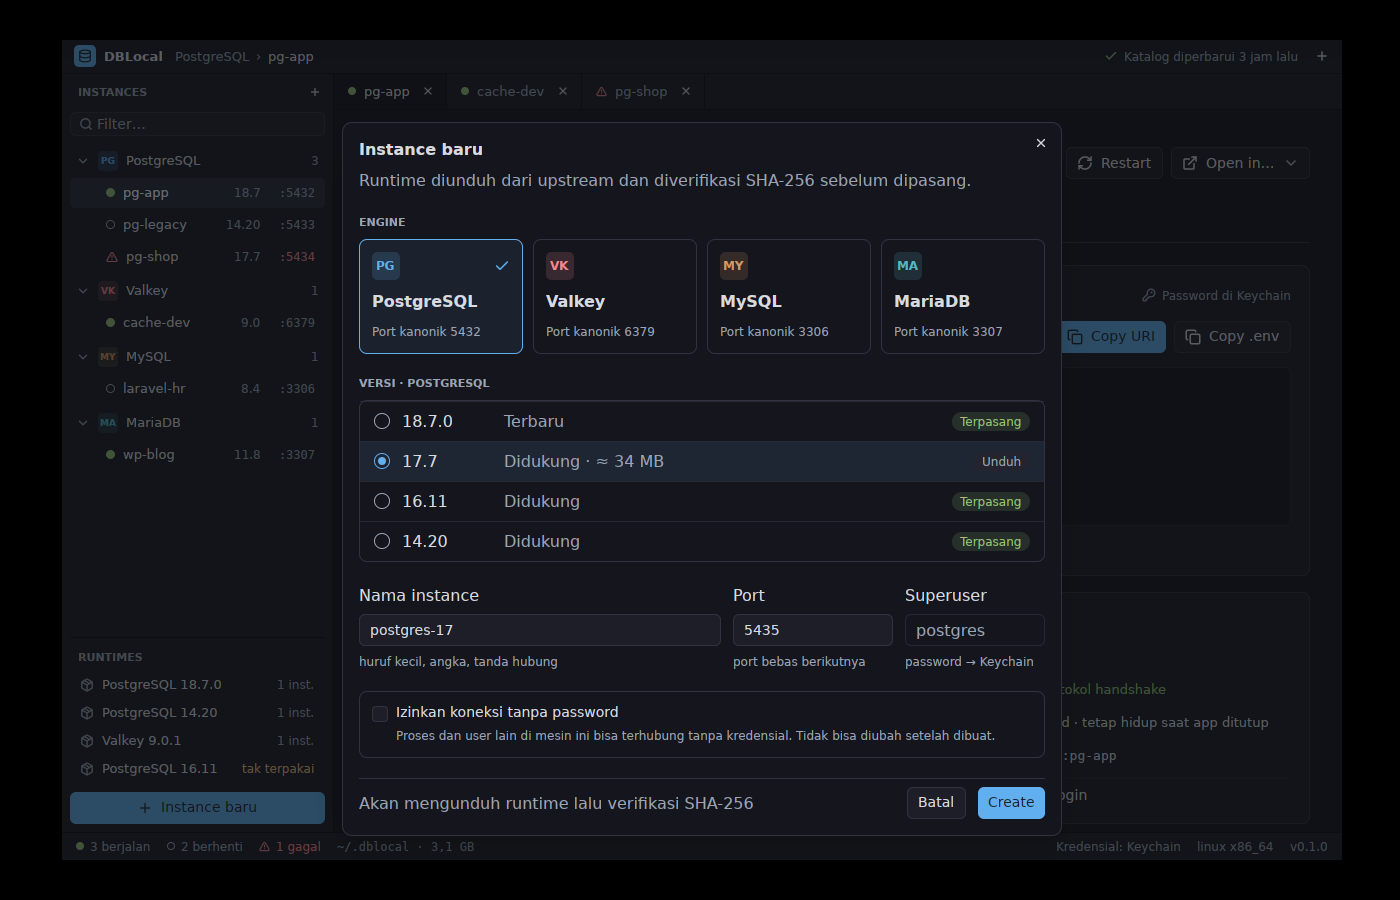 DBLocal PostgreSQL › pg-app
Katalog diperbarui 3 jam lalu
INSTANCES
Filter...
PG PostgreSQL 3
pg-app 18.7 :5432
pg-legacy 14.20 :5433
pg-shop 17.7 :5434
VK Valkey 1
cache-dev 9.0 :6379
MY MySQL 1
laravel-hr 8.4 :3306
MA MariaDB 1
wp-blog 11.8 :3307
RUNTIMES
PostgreSQL 18.7.0 1 inst.
PostgreSQL 14.20 1 inst.
Valkey 9.0.1 1 inst.
PostgreSQL 16.11 tak terpakai
Instance baru
pg-app cache-dev pg-shop
Restart Open in...
Password di Keychain
Copy URI Copy .env
okol handshake
d · tetap hidup saat app ditutup
:pg-app
ogin
Instance baru
Runtime diunduh dari upstream dan diverifikasi SHA-256 sebelum dipasang.
ENGINE
PG
PostgreSQL
Port kanonik 5432
VK
Valkey
Port kanonik 6379
MY
MySQL
Port kanonik 3306
MA
MariaDB
Port kanonik 3307
VERSI · POSTGRESQL
18.7.0 Terbaru Terpasang
17.7 Didukung · ≈ 34 MB Unduh
16.11 Didukung Terpasang
14.20 Didukung Terpasang
Nama instance
postgres-17
huruf kecil, angka, tanda hubung
Port
5435
port bebas berikutnya
Superuser
postgres
password → Keychain
Izinkan koneksi tanpa password
Proses dan user lain di mesin ini bisa terhubung tanpa kredensial. Tidak bisa diubah setelah dibuat.
Akan mengunduh runtime lalu verifikasi SHA-256
Batal Create
3 berjalan 2 berhenti 1 gagal ~/.dblocal · 3,1 GB
Kredensial: Keychain linux x86_64 v0.1.0